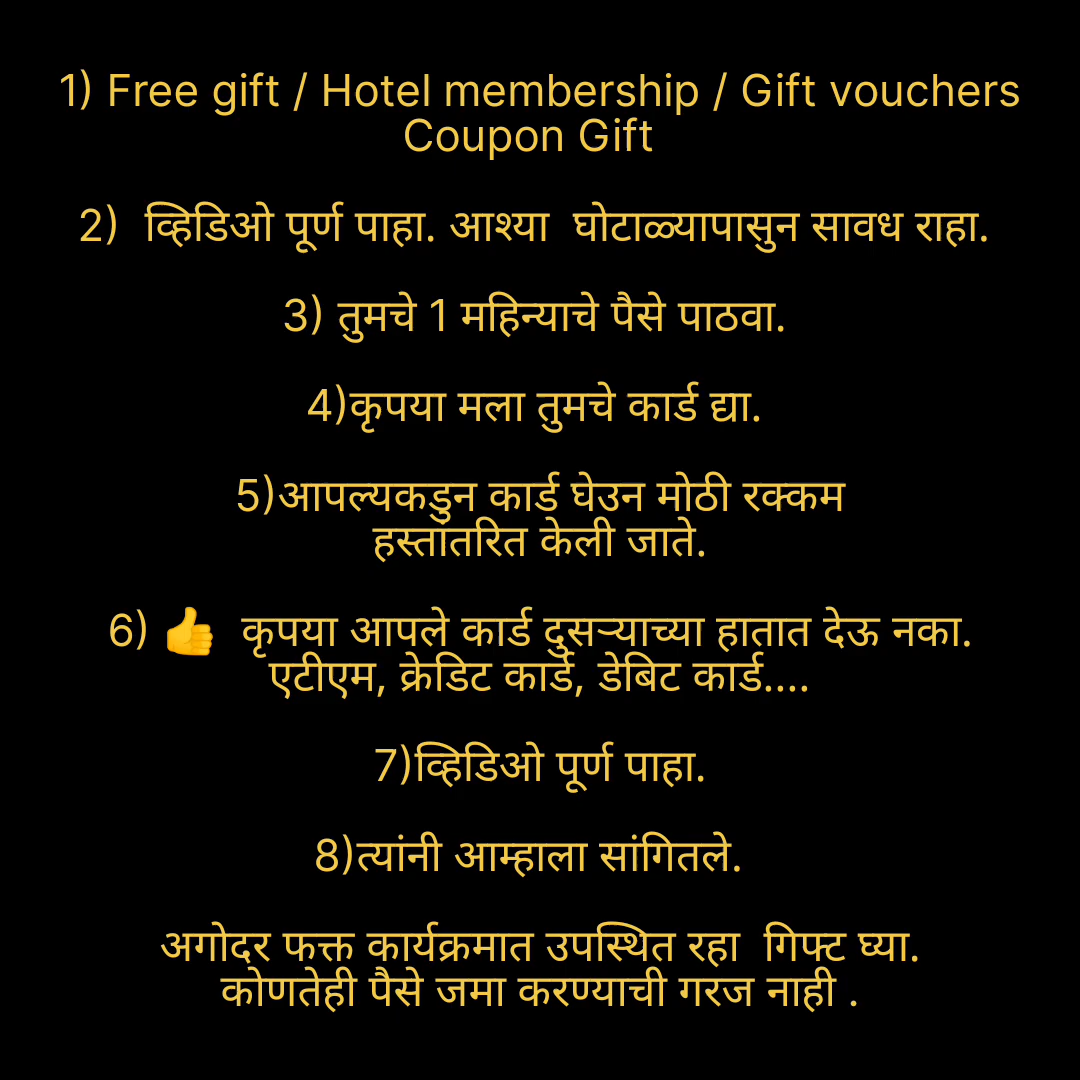 1) Free gift / Hotel membership / Gift vouchers
Coupon Gift
2) व्हिडिओ पूर्ण पाहा. आश्या घोटाळ्यापासुन सावध राहा.
3) तुमचे 1 महिन्याचे पैसे पाठवा.
4)कृपया मला तुमचे कार्ड द्या.
5)आपल्यकडुन कार्ड घेउन मोठी रक्कम
हस्तांतरित केली जाते.
6) 👍 कृपया आपले कार्ड दुसऱ्याच्या हातात देऊ नका.
एटीएम, क्रेडिट कार्ड, डेबिट कार्ड....
7)व्हिडिओ पूर्ण पाहा.
8)त्यांनी आम्हाला सांगितले.
अगोदर फक्त कार्यक्रमात उपस्थित रहा गिफ्ट घ्या.
कोणतेही पैसे जमा करण्याची गरज नाही .